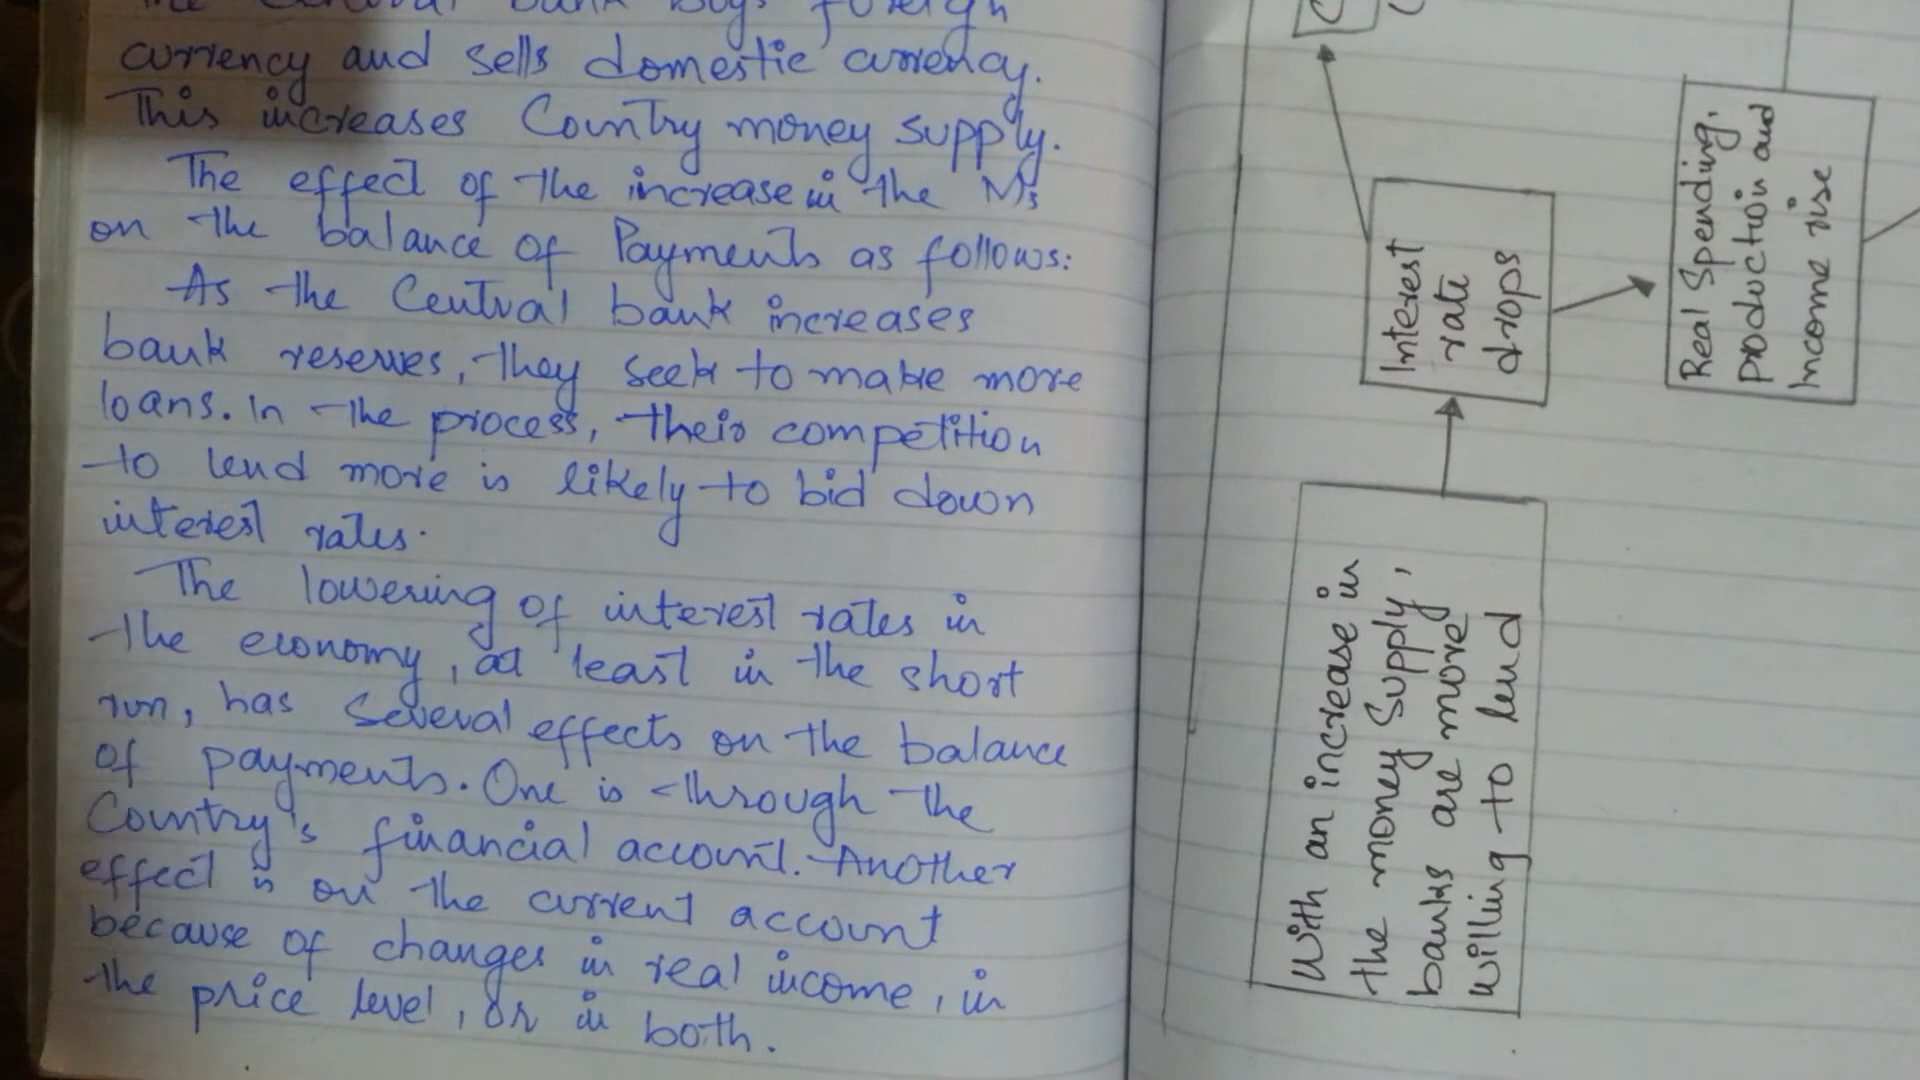 The Central bank buys foreign
currency and sells domestic currency.
This increases Country money supply.
The effect of the increase in the Ms
on the balance of Payments as follows:
As the Central bank increases
bank reserves, they seek to make more
loans. In the process, their competition
to lend more is likely to bid down
interest rates.
The lowering of interest rates in
the economy, at least in the short
run, has Several effects on the balance
of payments. One is through the
Country's financial account. Another
effect is on the current account
because of changes in real income, in
the price level, or in both.
With an increase in
the money Supply,
banks are more
willing to lend
Interest
rate
drops
Real Spending,
production and
Income rise